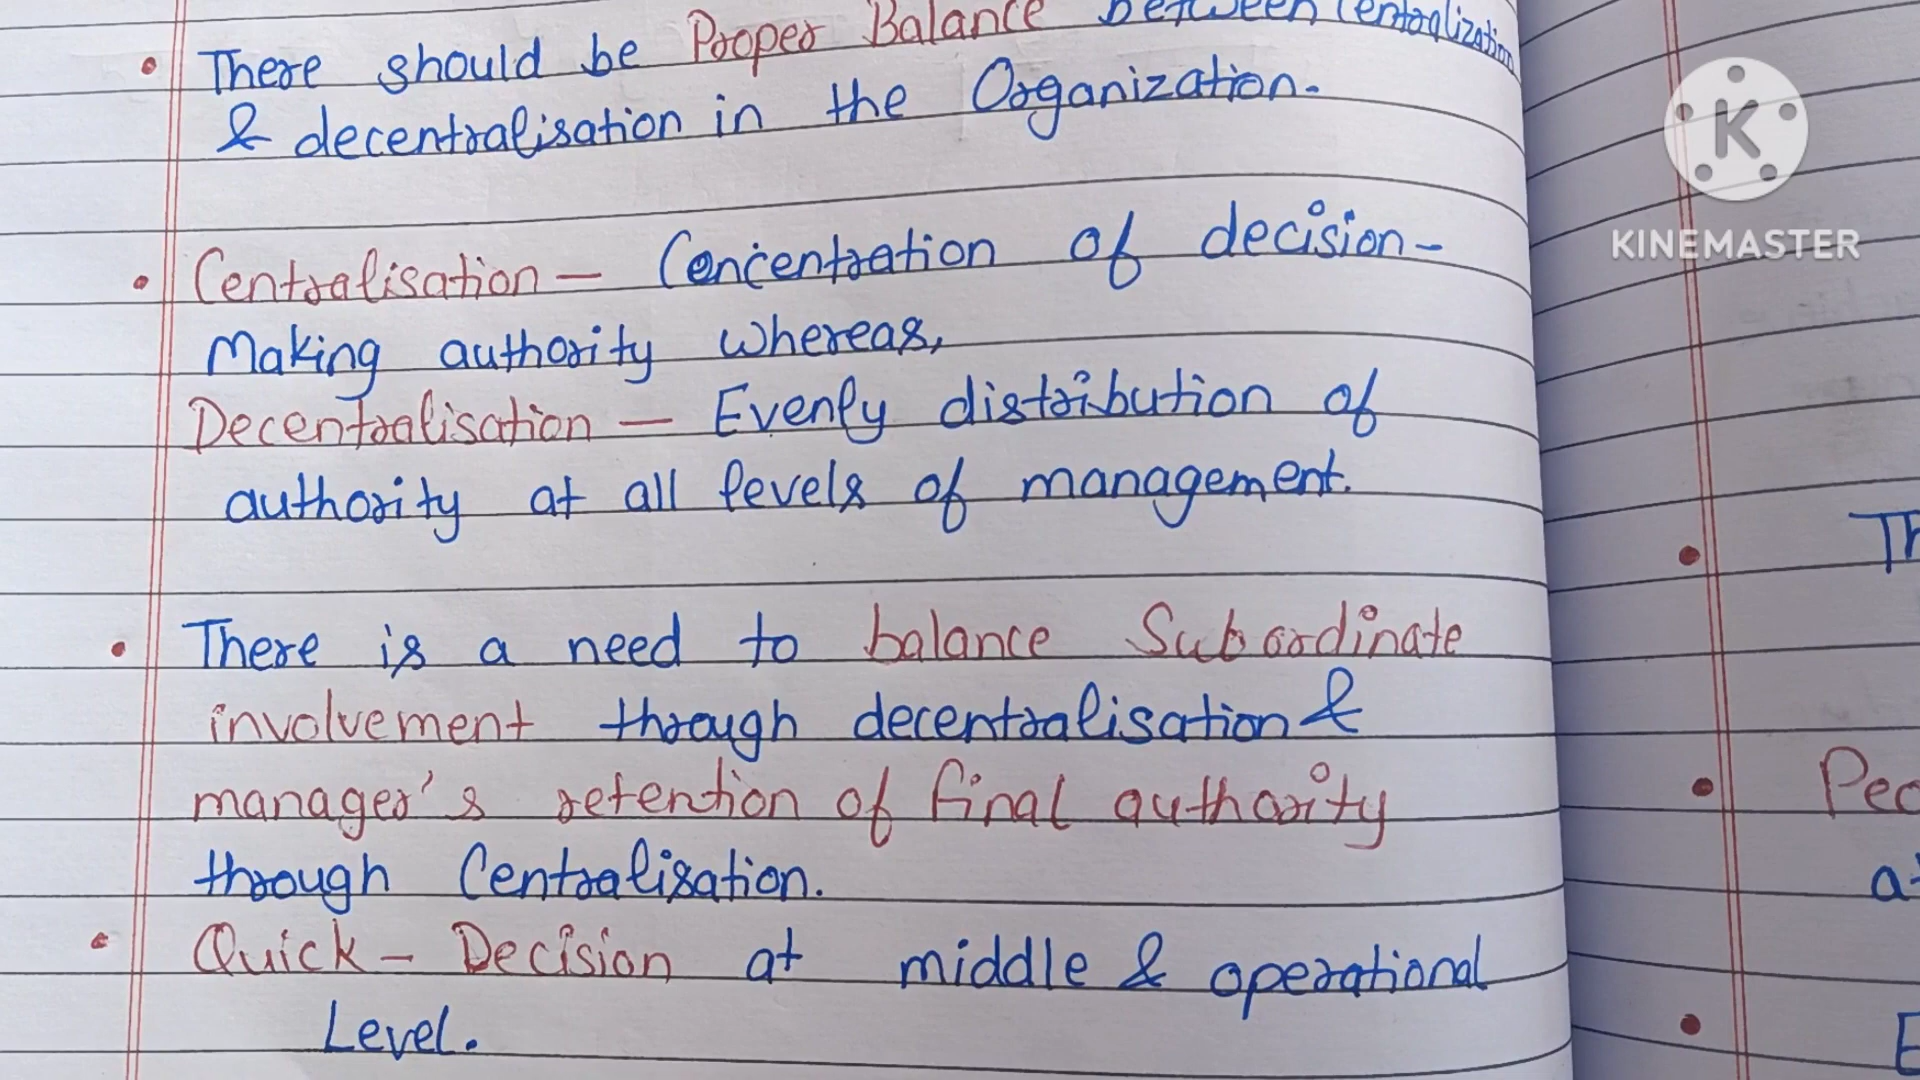 There should be Proper Balance between Centralization
& decentralisation in the Organization.
Centralisation – Concentration of decision-
Making authority whereas,
Decentralisation – Evenly distribution of
authority at all levels of management.
There is a need to balance Subordinate
involvement through decentralisation &
manager's retention of final authority
through Centralisation.
Quick – Decision at middle & operational
Level.
KINEMASTER